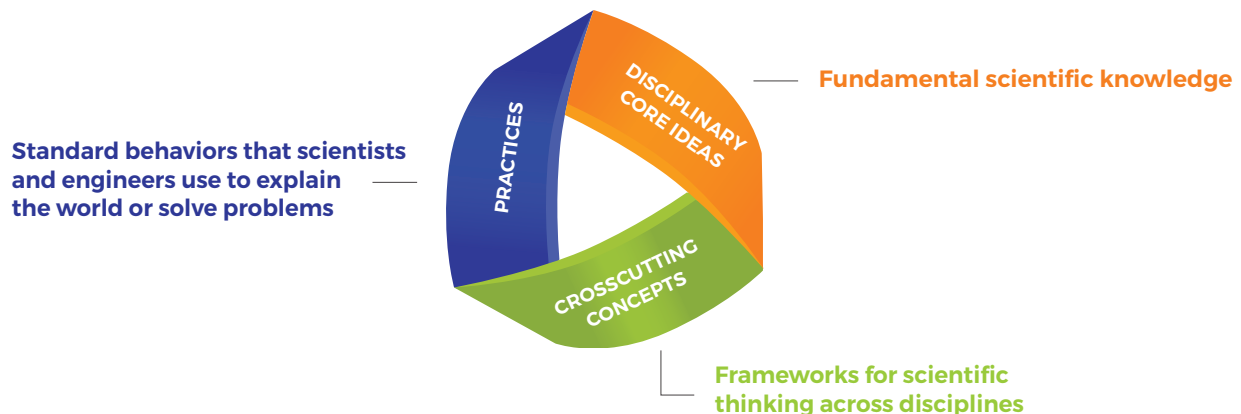 DISCIPLINARY
CORE IDEAS
Fundamental scientific knowledge
PRACTICES
Standard behaviors that scientists
and engineers use to explain
the world or solve problems
CROSSCUTTING
CONCEPTS
Frameworks for scientific
thinking across disciplines